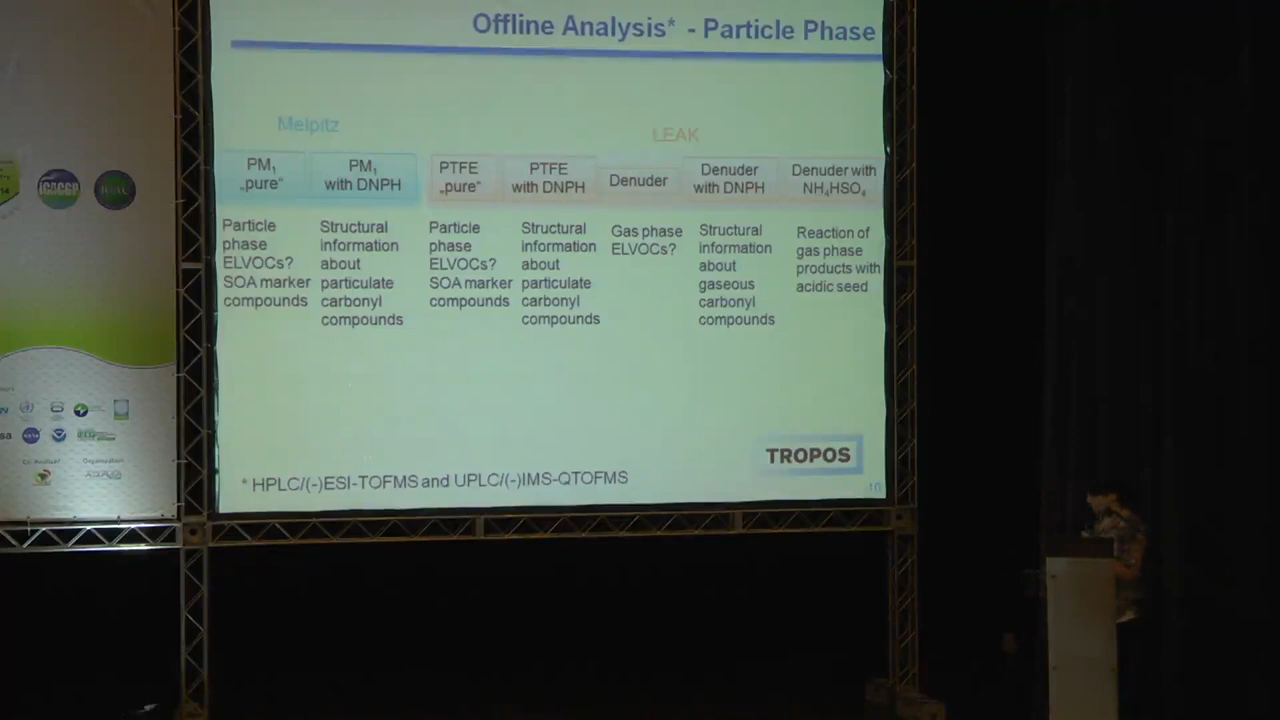 Offline Analysis* - Particle Phase
Melpitz
LEAK
PM1
„pure“
PM1
with DNPH
PTFE
„pure“
PTFE
with DNPH
Denuder
Denuder
with DNPH
Denuder with
NH4HSO4
Particle
phase
ELVOCs?
SOA marker
compounds
Structural
information
about
particulate
carbonyl
compounds
Particle
phase
ELVOCs?
SOA marker
compounds
Structural
information
about
particulate
carbonyl
compounds
Gas phase
ELVOCs?
Structural
information
about
gaseous
carbonyl
compounds
Reaction of
gas phase
products with
acidic seed
TROPOS
* HPLC/(-)ESI-TOFMS and UPLC/(-)IMS-QTOFMS
10
iCACGP